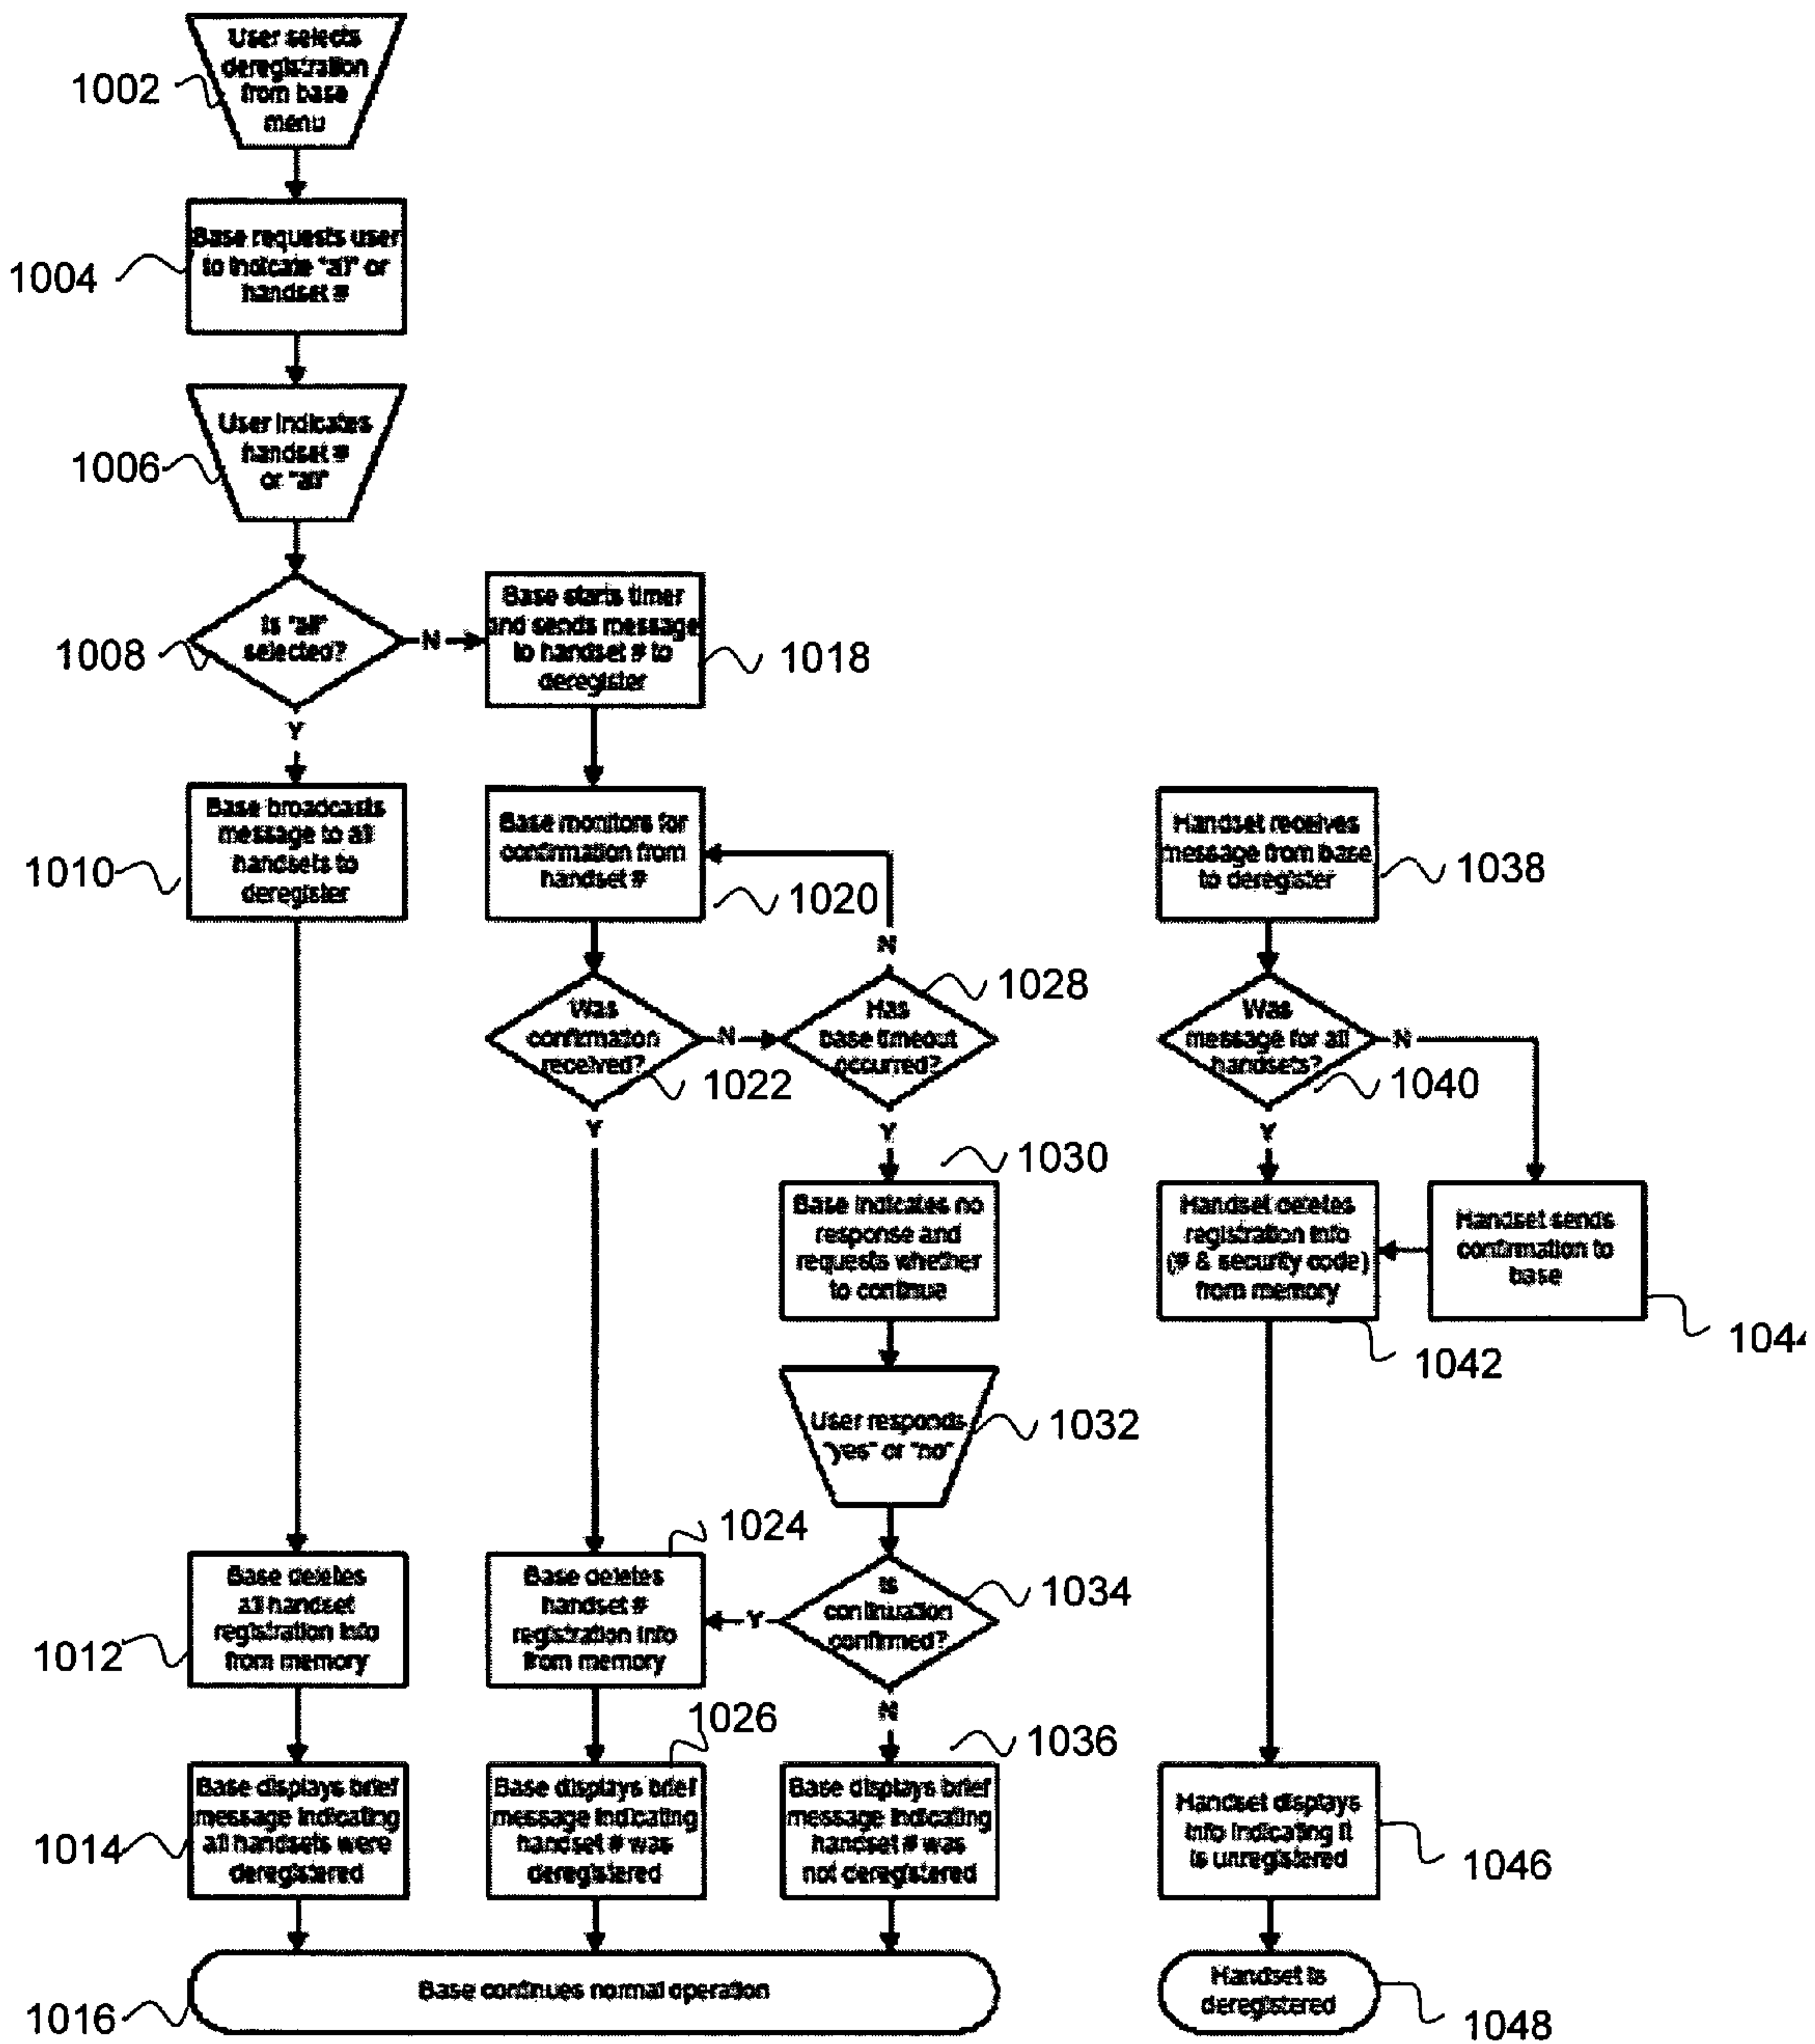 User selects
deregistration
from base
menu
1002
Base requests user
to indicate "all" or
handset #
1004
User indicates
handset #
or "all"
1006
Is "all"
selected?
1008
N
Y
Base starts timer
and sends message
to handset # to
deregister
1018
Base broadcasts
message to all
handsets to
deregister
1010
Base monitors for
confirmation from
handset #
1020
Handset receives
message from base
to deregister
1038
N
Was
confirmation
received?
1022
N
Y
Has
base timeout
occurred?
1028
Y
Was
message for all
handsets?
1040
N
Y
1030
Base indicates no
response and
requests whether
to continue
Handset deletes
registration info
(# & security code)
from memory
1042
Handset sends
confirmation to
base
1044
User responds
"yes" or "no"
1032
Base deletes
all handset
registration info
from memory
1012
1024
Base deletes
handset #
registration info
from memory
Y
Is
continuation
confirmed?
1034
N
Base displays brief
message indicating
all handsets were
deregistered
1014
1026
Base displays brief
message indicating
handset # was
deregistered
1036
Base displays brief
message indicating
handset # was
not deregistered
Handset displays
info indicating it
is unregistered
1046
Base continues normal operation
1016
Handset is
deregistered
1048